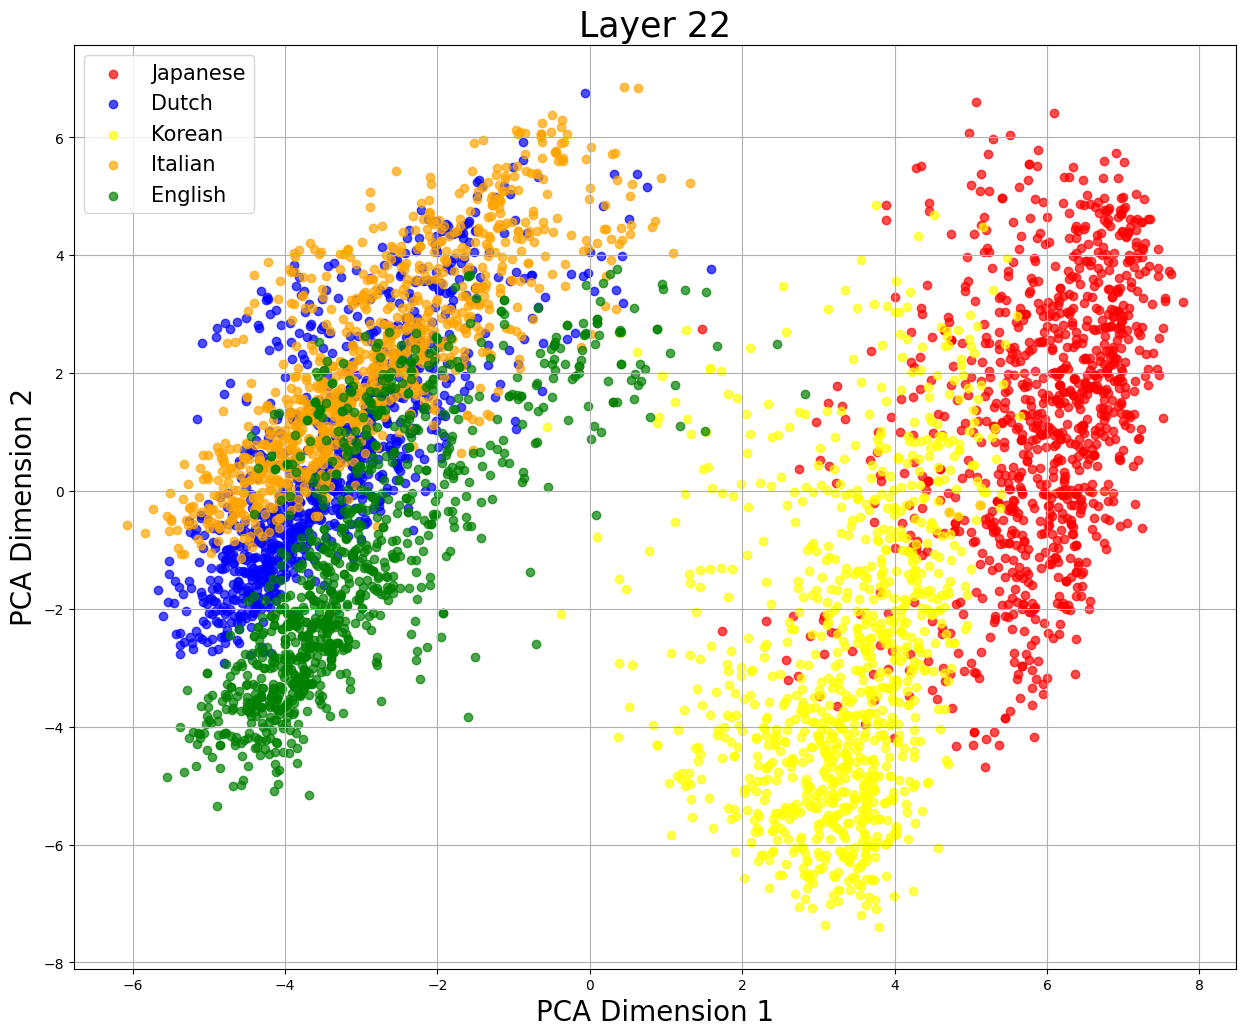 Layer 22
Japanese
Dutch
Korean
Italian
English
PCA Dimension 2
6
4
2
0
−2
−4
−6
−8
−6
−4
−2
0
2
4
6
8
PCA Dimension 1